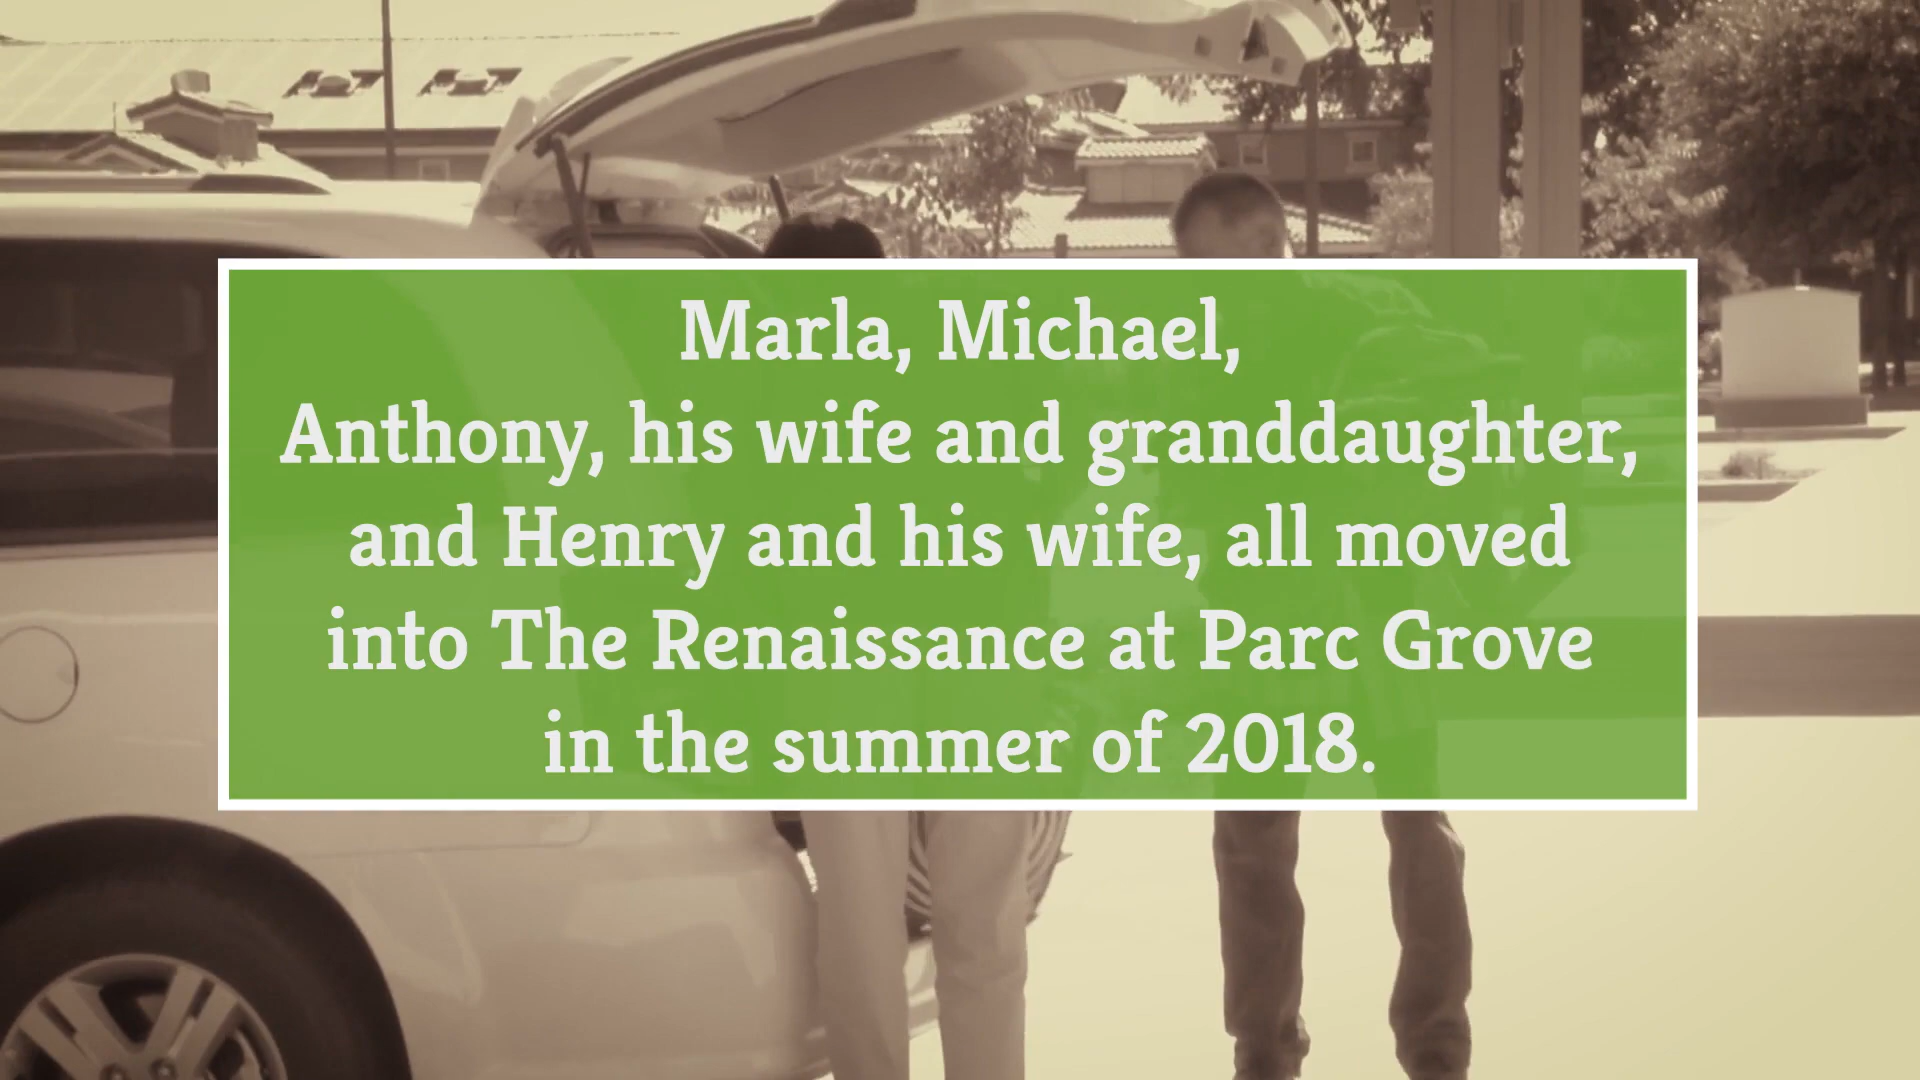 Marla, Michael,
Anthony, his wife and granddaughter,
and Henry and his wife, all moved
into The Renaissance at Parc Grove
in the summer of 2018.